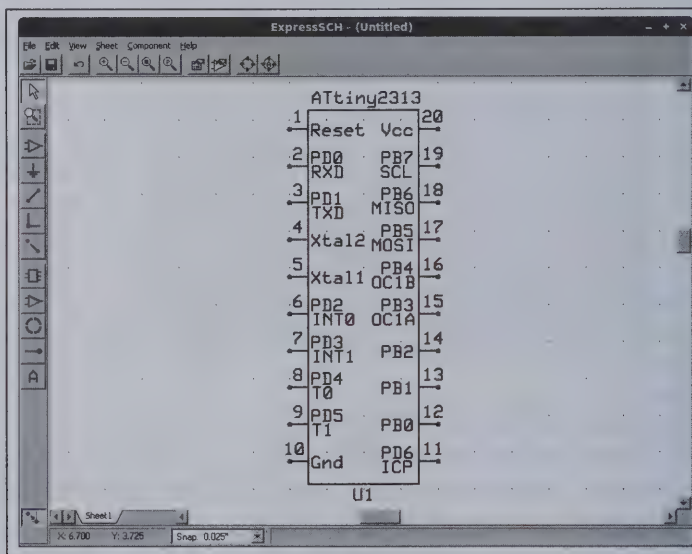 ExpressSCH - (Untitled)
File Edit View Sheet Component Help
ATtiny2313
1 Reset Vcc 20
2 PD0 PB7 19
RXD SCL
3 PD1 PB6 18
TXD MISO
4 Xtal2 PB5 17
MOSI
5 Xtal1 PB4 16
OC1B
6 PD2 PB3 15
INT0 OC1A
7 PD3 PB2 14
INT1
8 PD4 PB1 13
T0
9 PD5 PB0 12
T1
10 Gnd PD6 11
ICP
U1
A
Sheet1
X: 6.700 Y: 3.725 Snap 0.025"